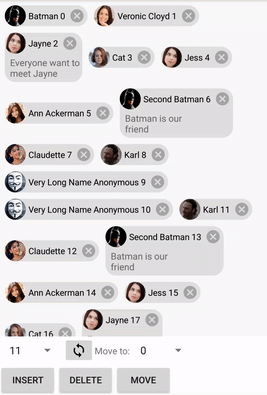 Batman 0
Veronic Cloyd 1
Jayne 2
Everyone want to
meet Jayne
Cat 3
Jess 4
Ann Ackerman 5
Second Batman 6
Batman is our
friend
Claudette 7
Karl 8
Very Long Name Anonymous 9
Very Long Name Anonymous 10
Karl 11
Claudette 12
Second Batman 13
Batman is our
friend
Ann Ackerman 14
Jess 15
Cat 16
Jayne 17
11
Move to:
0
INSERT
DELETE
MOVE